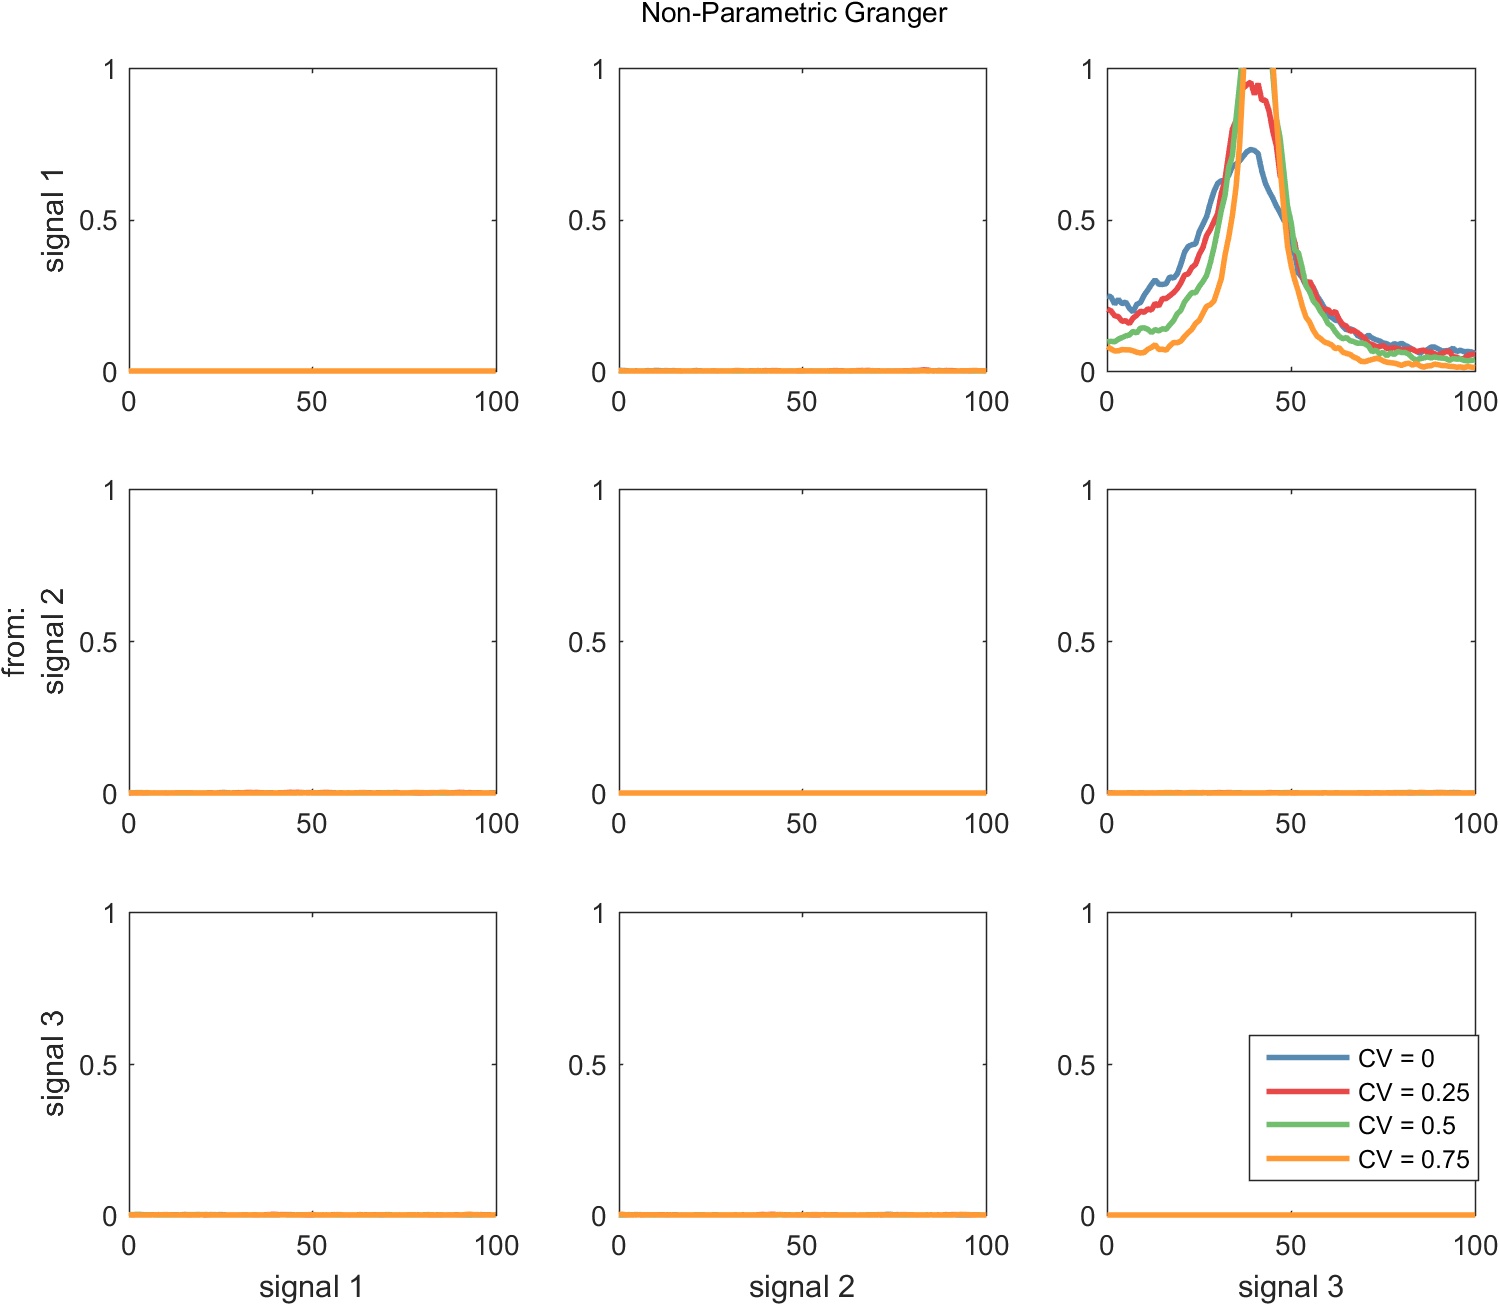 Non-Parametric Granger
1 1 1
signal 1
0.5 0.5 0.5
0 0 0
0 50 100 0 50 100 0 50 100
1 1 1
from:
signal 2
0.5 0.5 0.5
0 0 0
0 50 100 0 50 100 0 50 100
1 1 1
signal 3
0.5 0.5 0.5
CV = 0
CV = 0.25
CV = 0.5
CV = 0.75
0 0 0
0 50 100 0 50 100 0 50 100
signal 1 signal 2 signal 3